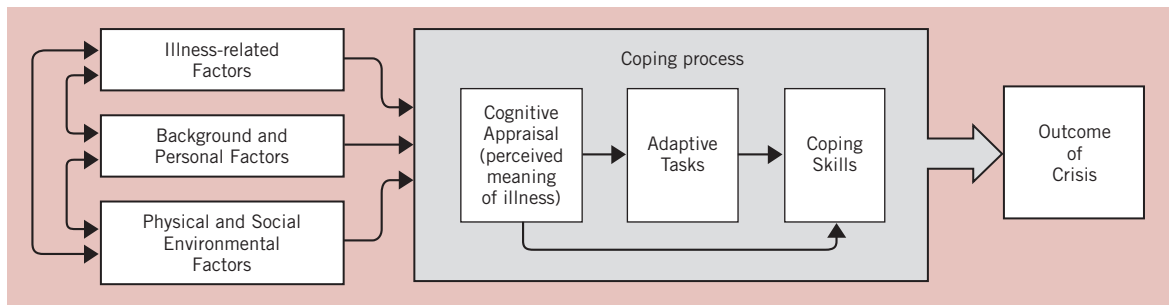 Illness-related
Factors
Background and
Personal Factors
Physical and Social
Environmental
Factors
Coping process
Cognitive
Appraisal
(perceived
meaning
of illness)
Adaptive
Tasks
Coping
Skills
Outcome
of
Crisis